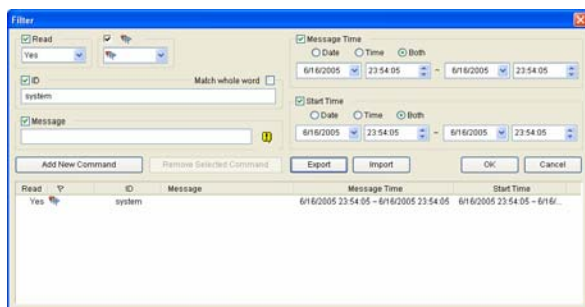 Filter
Read
Yes
ID
Match whole word
system
Message
Message Time
Date Time Both
6/16/2005 23:54:05 ~ 6/16/2005 23:54:05
Start Time
Date Time Both
6/16/2005 23:54:05 ~ 6/16/2005 23:54:05
Add New Command Remove Selected Command Export Import OK Cancel
Read ID Message Message Time Start Time
Yes system 6/16/2005 23:54:05 ~ 6/16/2005 23:54:05 6/16/2005 23:54:05 ~ 6/16/...